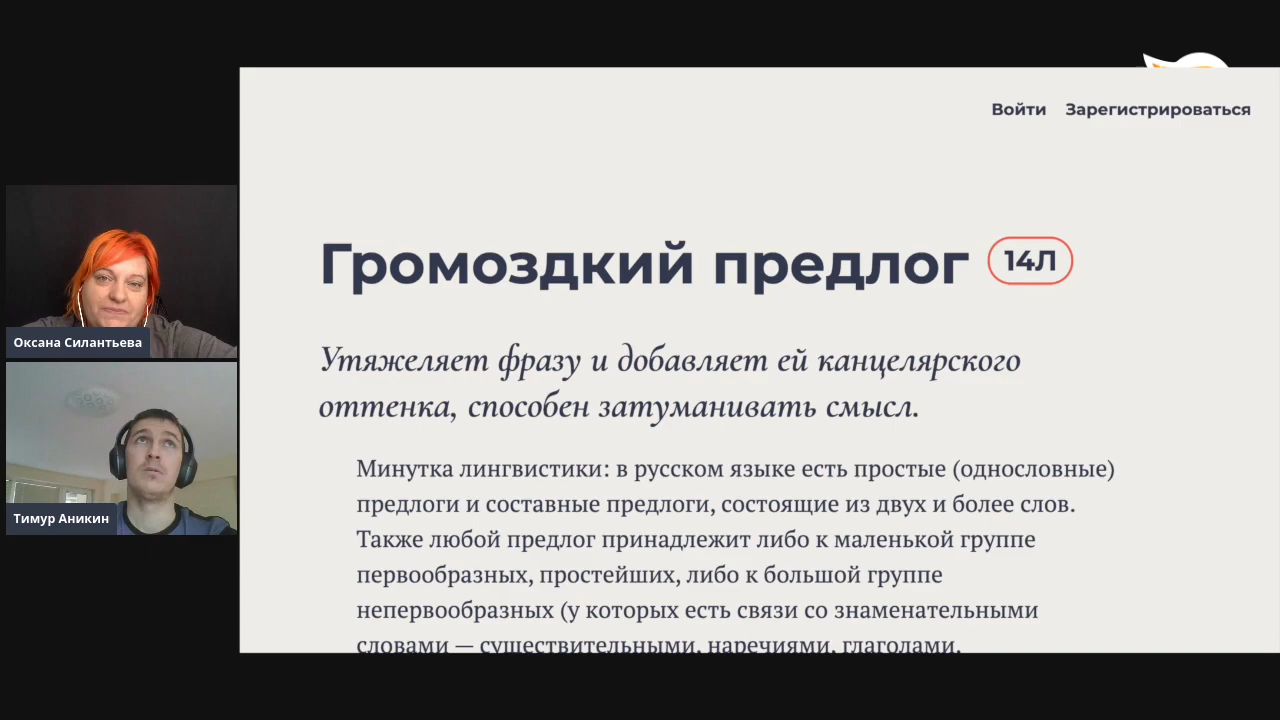 Войти Зарегистрироваться
Громоздкий предлог 14Л
Утяжеляет фразу и добавляет ей канцелярского
оттенка, способен затуманивать смысл.
Минутка лингвистики: в русском языке есть простые (однословные)
предлоги и составные предлоги, состоящие из двух и более слов.
Также любой предлог принадлежит либо к маленькой группе
первообразных, простейших, либо к большой группе
непервообразных (у которых есть связи со знаменательными
словами — существительными, наречиями, глаголами.
Оксана Силантьева
Тимур Аникин